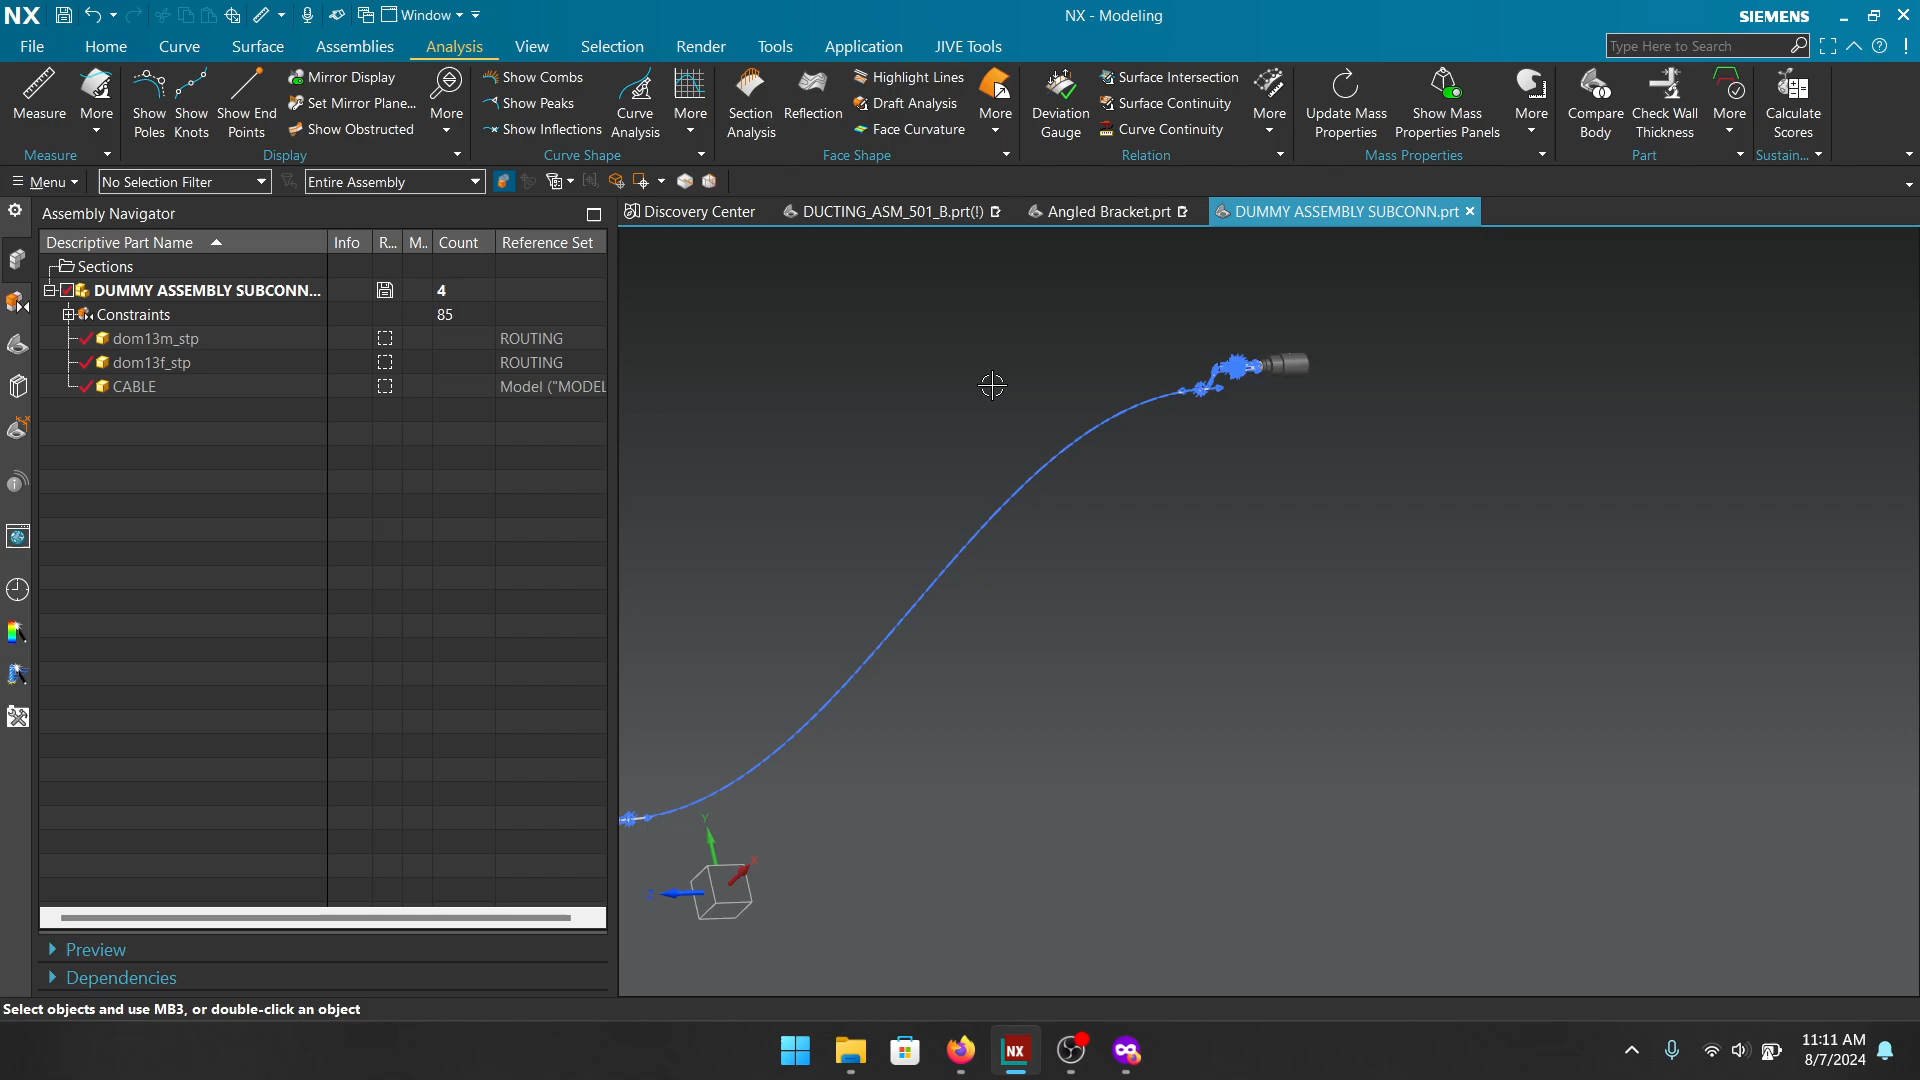 NX
Window
NX - Modeling
SIEMENS
File
Home
Curve
Surface
Assemblies
Analysis
View
Selection
Render
Tools
Application
JIVE Tools
Type Here to Search
Measure
More
Show Poles
Show Knots
Show End Points
Mirror Display
Set Mirror Plane...
Show Obstructed
More
Show Combs
Show Peaks
Show Inflections
Curve Analysis
More
Section Analysis
Reflection
Highlight Lines
Draft Analysis
Face Curvature
More
Deviation Gauge
Surface Intersection
Surface Continuity
Curve Continuity
More
Update Mass Properties
Show Mass Properties Panels
More
Compare Body
Check Wall Thickness
More
Calculate Scores
Measure
Display
Curve Shape
Face Shape
Relation
Mass Properties
Part
Sustain...
Menu
No Selection Filter
Entire Assembly
Assembly Navigator
Discovery Center
DUCTING_ASM_501_B.prt(!)
Angled Bracket.prt
DUMMY ASSEMBLY SUBCONN.prt
Descriptive Part Name
Info
R...
M..
Count
Reference Set
Sections
DUMMY ASSEMBLY SUBCONN...
4
Constraints
85
dom13m_stp
ROUTING
dom13f_stp
ROUTING
CABLE
Model ("MODEL
Y
X
Z
Preview
Dependencies
Select objects and use MB3, or double-click an object
NX
11:11 AM
8/7/2024